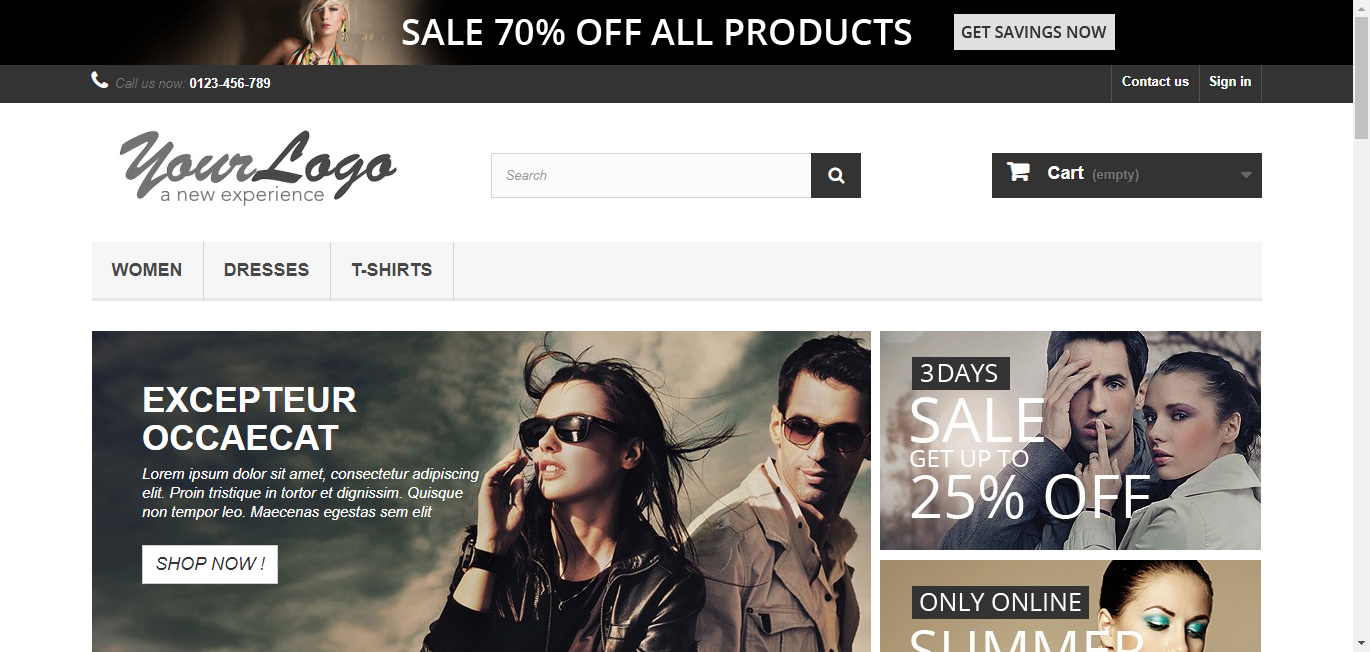 SALE 70% OFF ALL PRODUCTS
GET SAVINGS NOW
Call us now: 0123-456-789
Contact us
Sign in
YourLogo
a new experience
Search
Cart (empty)
WOMEN
DRESSES
T-SHIRTS
EXCEPTEUR
OCCAECAT
Lorem ipsum dolor sit amet, consectetur adipiscing
elit. Proin tristique in tortor et dignissim. Quisque
non tempor leo. Maecenas egestas sem elit
SHOP NOW !
3 DAYS
SALE
GET UP TO
25% OFF
ONLY ONLINE
SUMMER